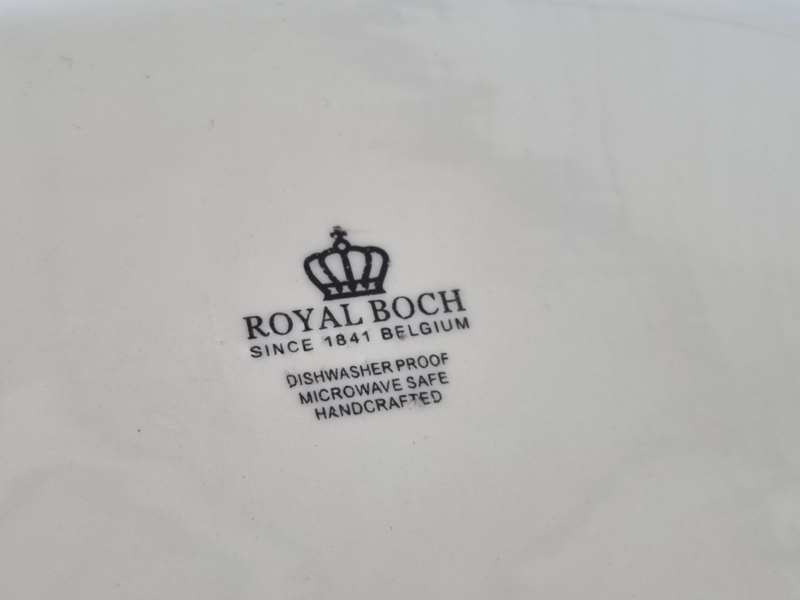 ROYAL BOCH
SINCE 1841 BELGIUM
DISHWASHER PROOF
MICROWAVE SAFE
HANDCRAFTED